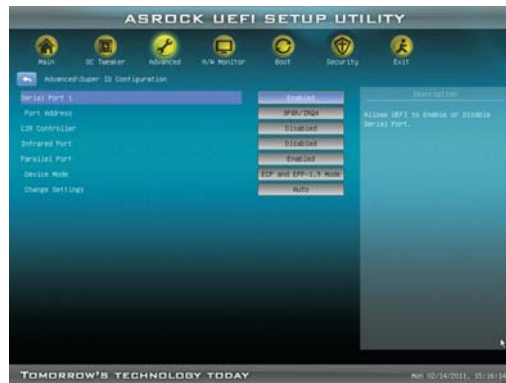 ASROCK UEFI SETUP UTILITY
Main OC Tweaker Advanced H/W Monitor Boot Security Exit
Advanced\Super IO Configuration
Serial Port 1 Enabled
Port Address 3F8h/IRQ4
CIR Controller Disabled
Infrared Port Disabled
Parallel Port Enabled
Device Mode ECP and EPP-1.9 Mode
Change Settings Auto
Description
Allows UEFI to Enable or Disable
Serial Port.
TOMORROW'S TECHNOLOGY TODAY
Mon 02/14/2011, 15:16:14